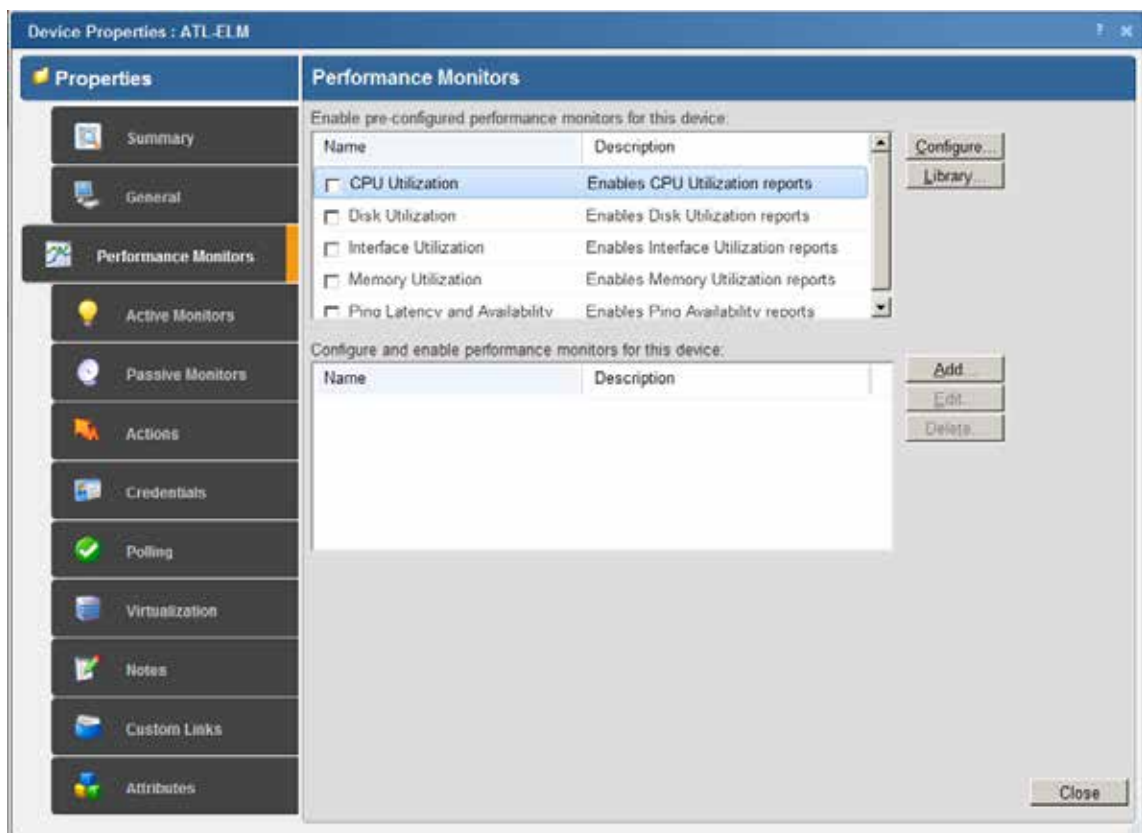 Device Properties : ATL-ELM
?
Properties
Summary
General
Performance Monitors
Active Monitors
Passive Monitors
Actions
Credentials
Polling
Virtualization
Notes
Custom Links
Attributes
Performance Monitors
Enable pre-configured performance monitors for this device:
Name Description
CPU Utilization Enables CPU Utilization reports
Disk Utilization Enables Disk Utilization reports
Interface Utilization Enables Interface Utilization reports
Memory Utilization Enables Memory Utilization reports
Ping Latency and Availability Enables Ping Availability reports
Configure...
Library...
Configure and enable performance monitors for this device:
Name Description
Add...
Edit...
Delete...
Close